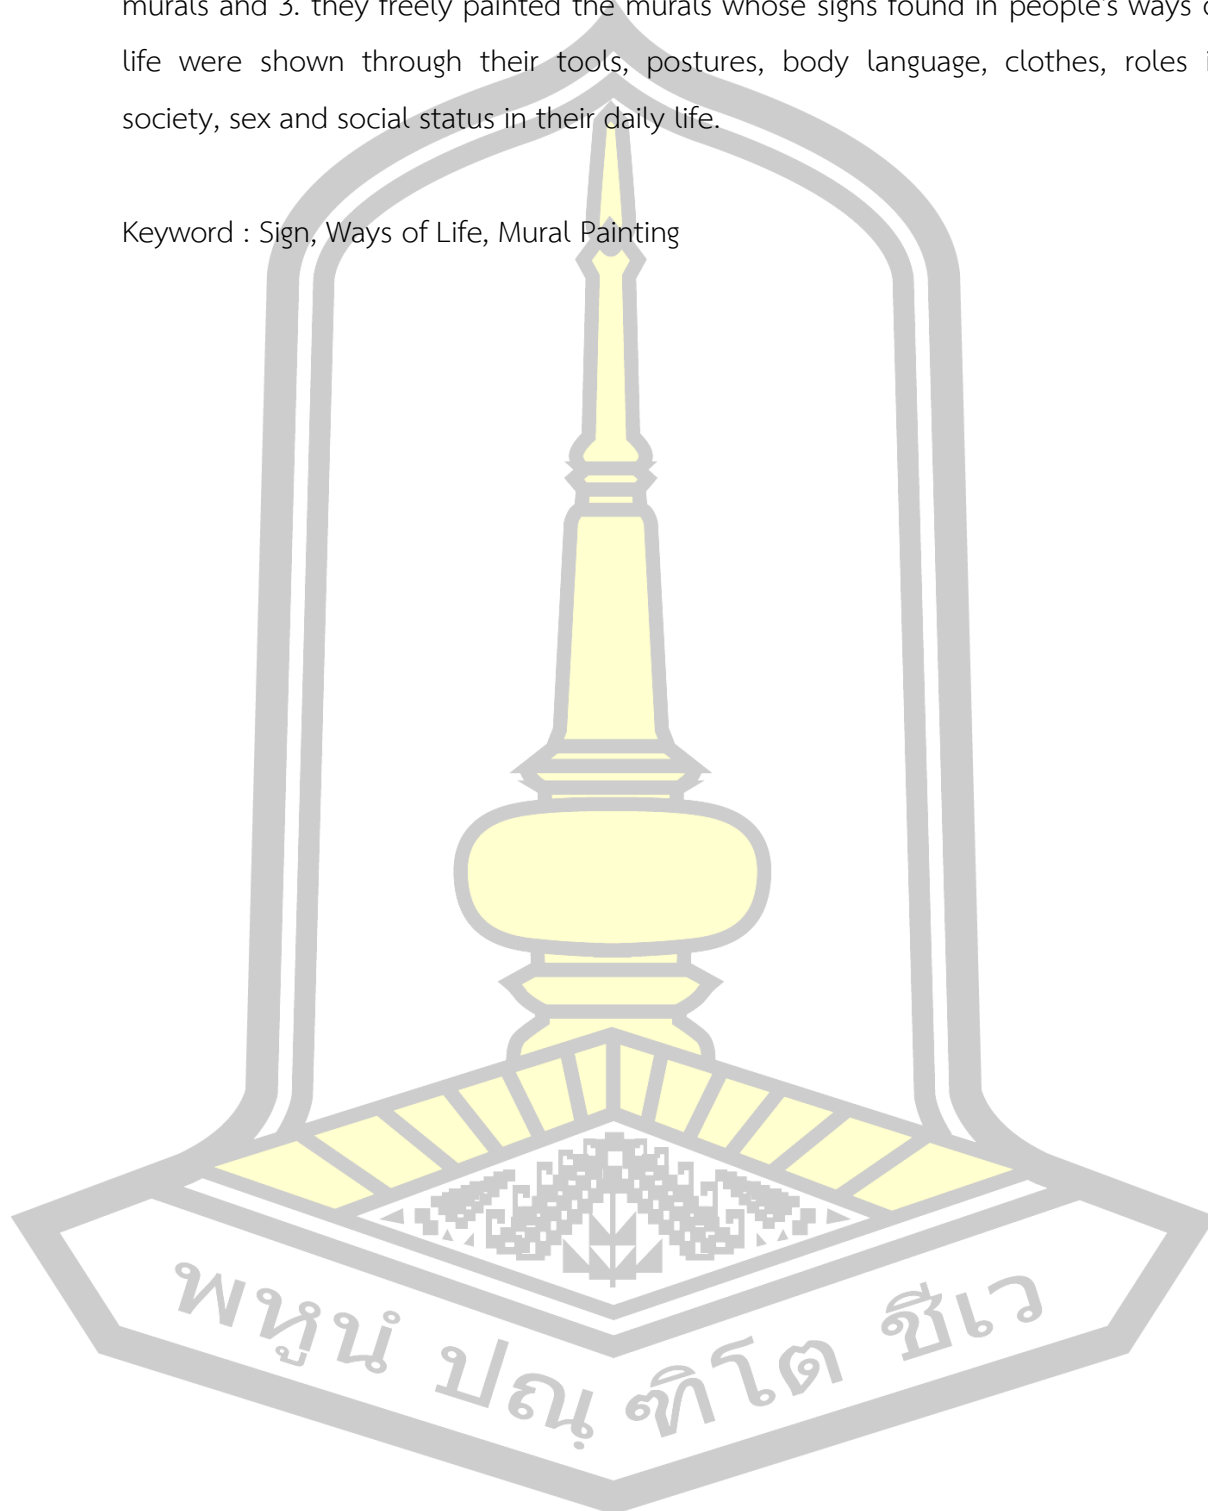 murals and 3. they freely painted the murals whose signs found in people's ways
life were shown through their tools, postures, body language, clothes, roles
society, sex and social status in their daily life.
Keyword : Sign, Ways of Life, Mural Painting
พหูนํ ปณฺฑิโต ชีเว